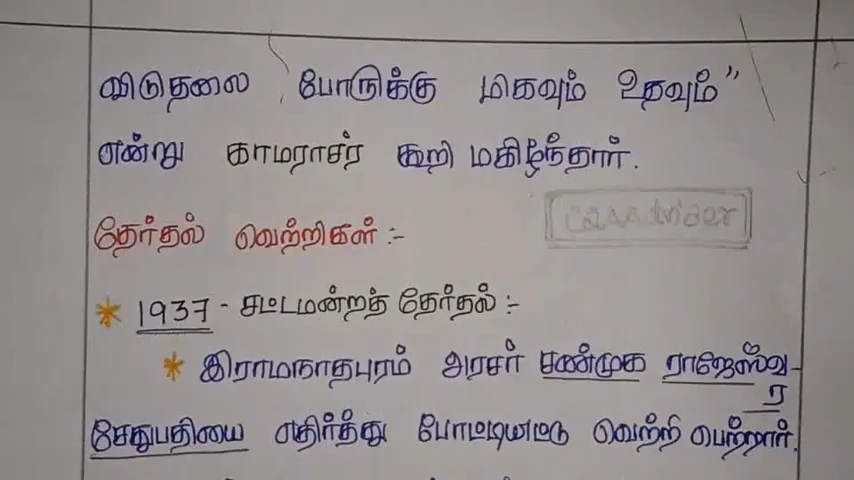 விடுதலை போருக்கு மிகவும் உதவும்"
என்று காமராசர் கூறி மகிழ்ந்தார்.
தேர்தல் வெற்றிகள் :-
* 1937 - சட்டமன்றத் தேர்தல் :-
* இராமநாதபுரம் அரசர் சண்முக ராஜேஸ்வ-
ர
சேதுபதியை எதிர்த்து போட்டியிட்டு வெற்றி பெற்றார்.